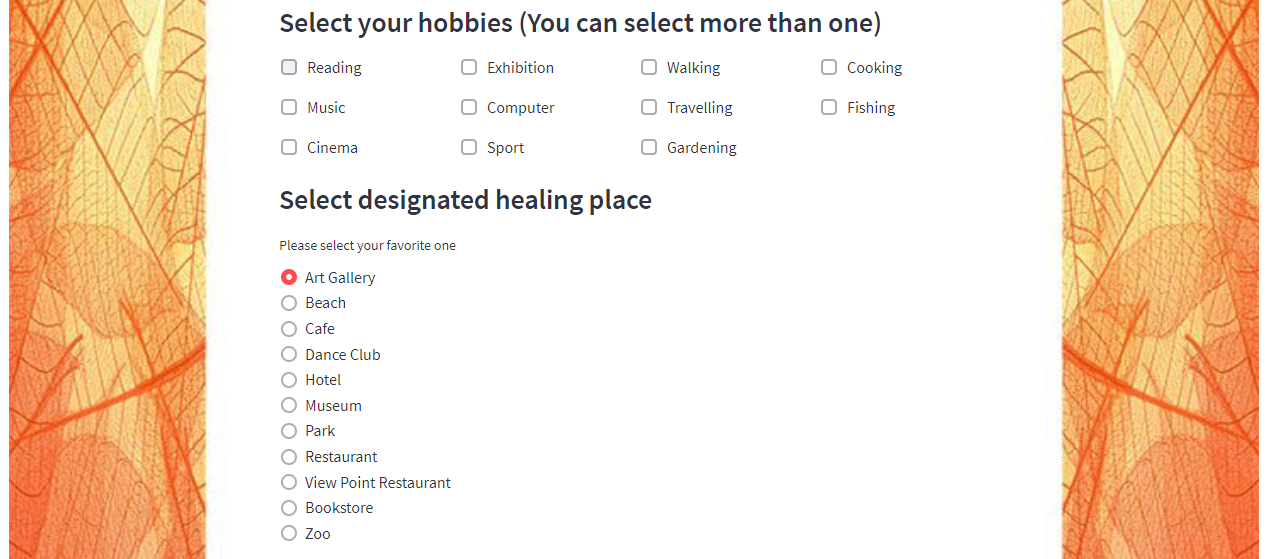 Select your hobbies (You can select more than one)
Reading Exhibition Walking Cooking
Music Computer Travelling Fishing
Cinema Sport Gardening
Select designated healing place
Please select your favorite one
Art Gallery
Beach
Cafe
Dance Club
Hotel
Museum
Park
Restaurant
View Point Restaurant
Bookstore
Zoo